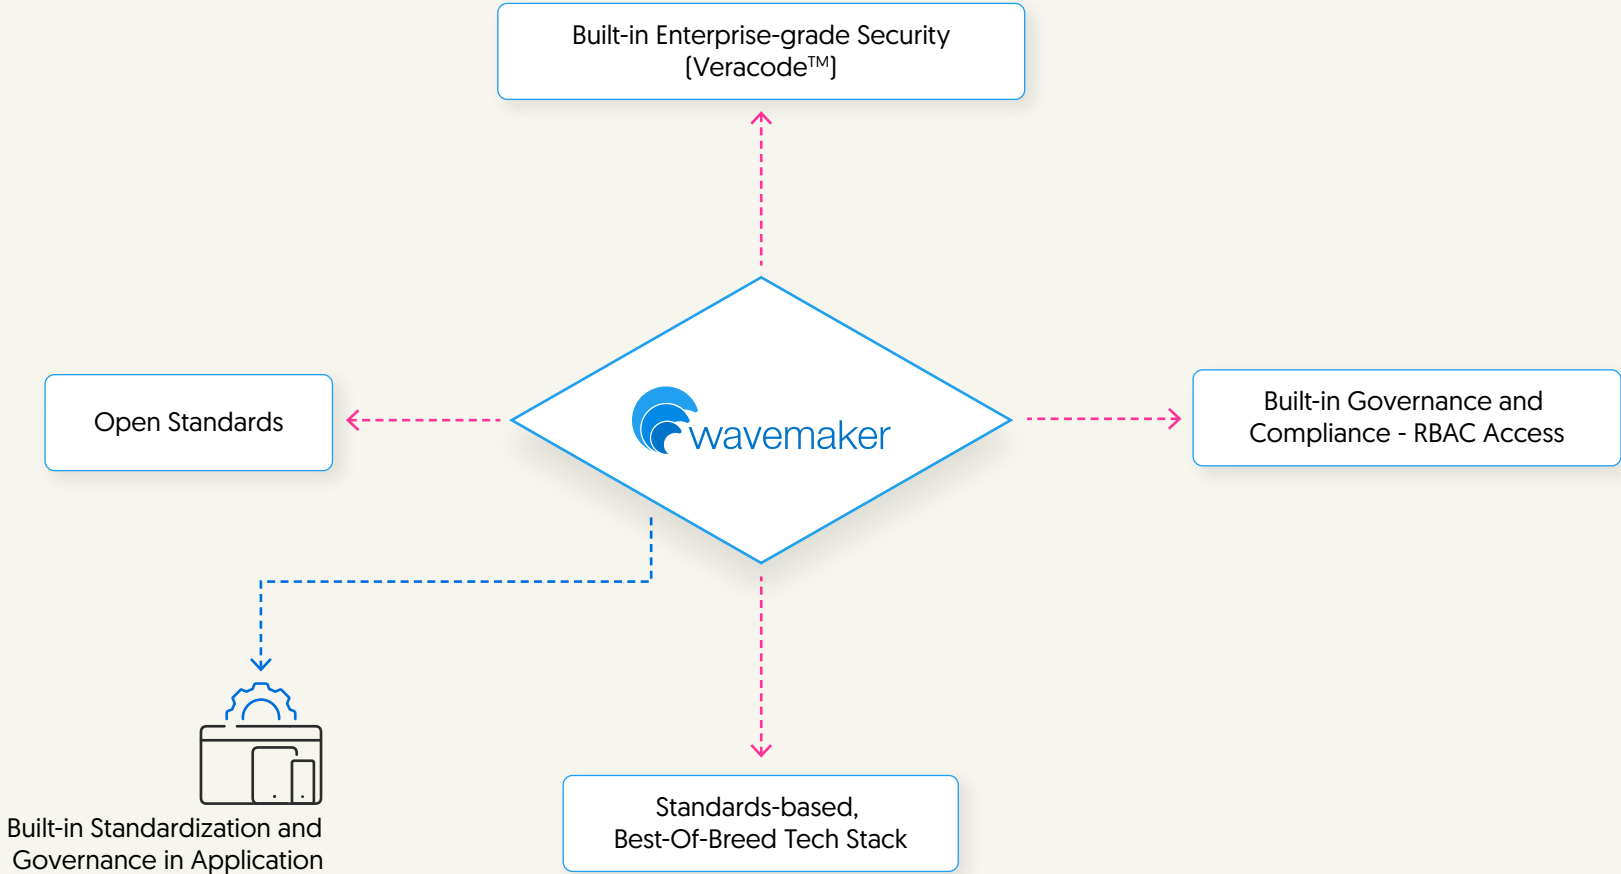 Built-in Enterprise-grade Security
(Veracode™)
Open Standards
wavemaker
Built-in Governance and
Compliance - RBAC Access
Standards-based,
Best-Of-Breed Tech Stack
Built-in Standardization and
Governance in Application